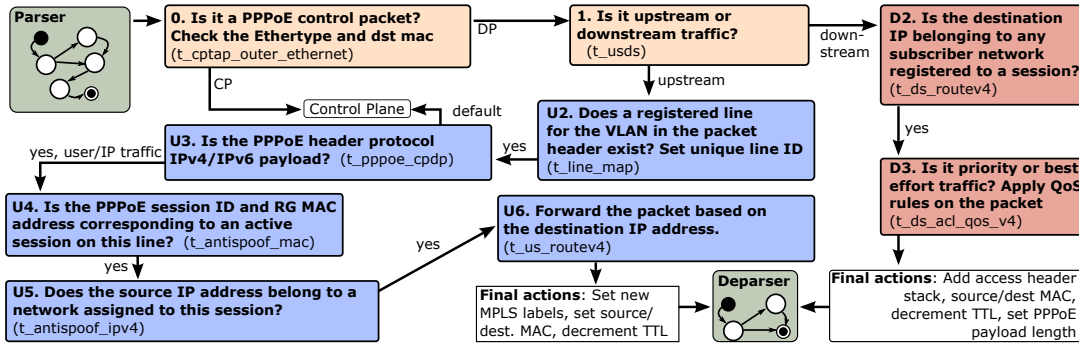 Parser
0. Is it a PPPoE control packet?
Check the Ethertype and dst mac
(t_cptap_outer_ethernet)
DP
1. Is it upstream or
downstream traffic?
(t_usds)
down-
stream
D2. Is the destination
IP belonging to any
subscriber network
registered to a session?
(t_ds_routev4)
CP
Control Plane
default
upstream
U2. Does a registered line
for the VLAN in the packet
header exist? Set unique line ID
(t_line_map)
yes
U3. Is the PPPoE header protocol
IPv4/IPv6 payload? (t_pppoe_cpdp)
yes, user/IP traffic
yes
D3. Is it priority or best
effort traffic? Apply QoS
rules on the packet
(t_ds_acl_qos_v4)
U4. Is the PPPoE session ID and RG MAC
address corresponding to an active
session on this line? (t_antispoof_mac)
yes
U5. Does the source IP address belong to a
network assigned to this session?
(t_antispoof_ipv4)
yes
U6. Forward the packet based on
the destination IP address.
(t_us_routev4)
Final actions: Set new
MPLS labels, set source/
dest. MAC, decrement TTL
Deparser
Final actions: Add access header
stack, source/dest MAC,
decrement TTL, set PPPoE
payload length